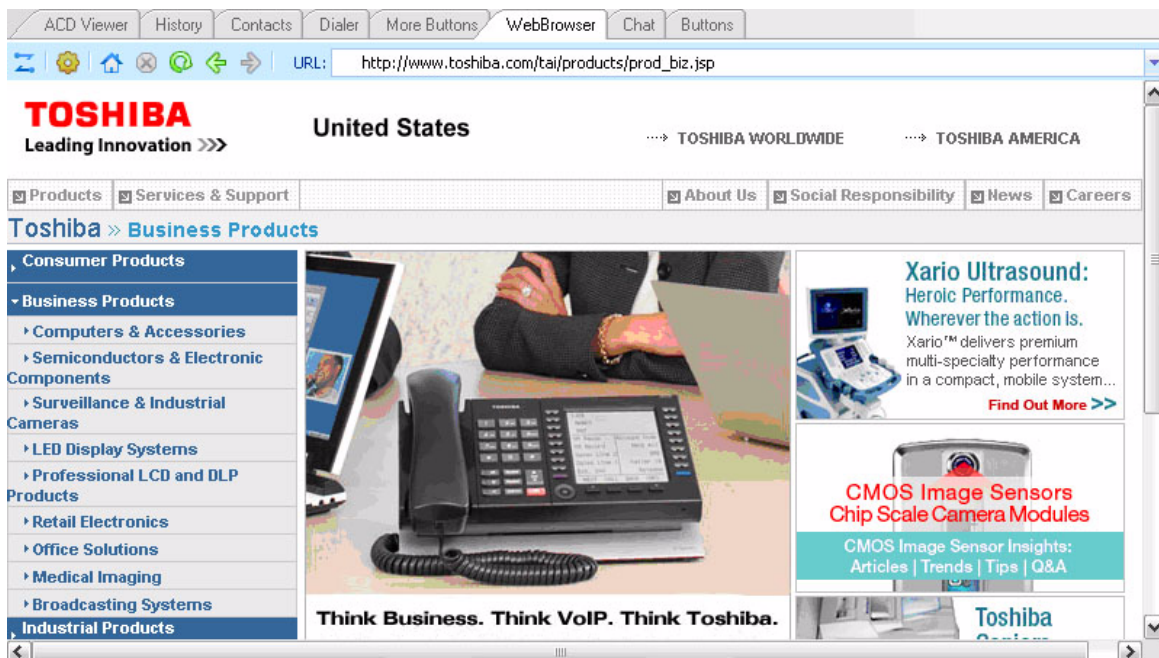 ACD Viewer History Contacts Dialer More Buttons WebBrowser Chat Buttons
URL: http://www.toshiba.com/tai/products/prod_biz.jsp
TOSHIBA
Leading Innovation >>>
United States
TOSHIBA WORLDWIDE
TOSHIBA AMERICA
Products Services & Support About Us Social Responsibility News Careers
Toshiba » Business Products
Consumer Products
Business Products
Computers & Accessories
Semiconductors & Electronic
Components
Surveillance & Industrial
Cameras
LED Display Systems
Professional LCD and DLP
Products
Retail Electronics
Office Solutions
Medical Imaging
Broadcasting Systems
Industrial Products
TOSHIBA
Think Business. Think VoIP. Think Toshiba.
Xario Ultrasound:
Heroic Performance.
Wherever the action is.
Xario™ delivers premium
multi-specialty performance
in a compact, mobile system...
Find Out More >>
CMOS Image Sensors
Chip Scale Camera Modules
CMOS Image Sensor Insights:
Articles | Trends | Tips | Q&A
Toshiba